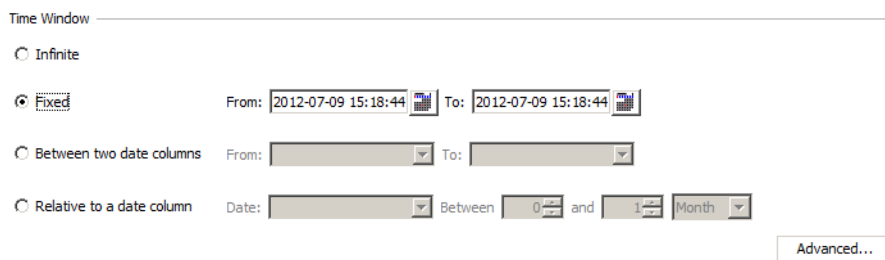 Time Window
Infinite
Fixed From: 2012-07-09 15:18:44 To: 2012-07-09 15:18:44
Between two date columns From: To:
Relative to a date column Date: Between 0 and 1 Month
Advanced...